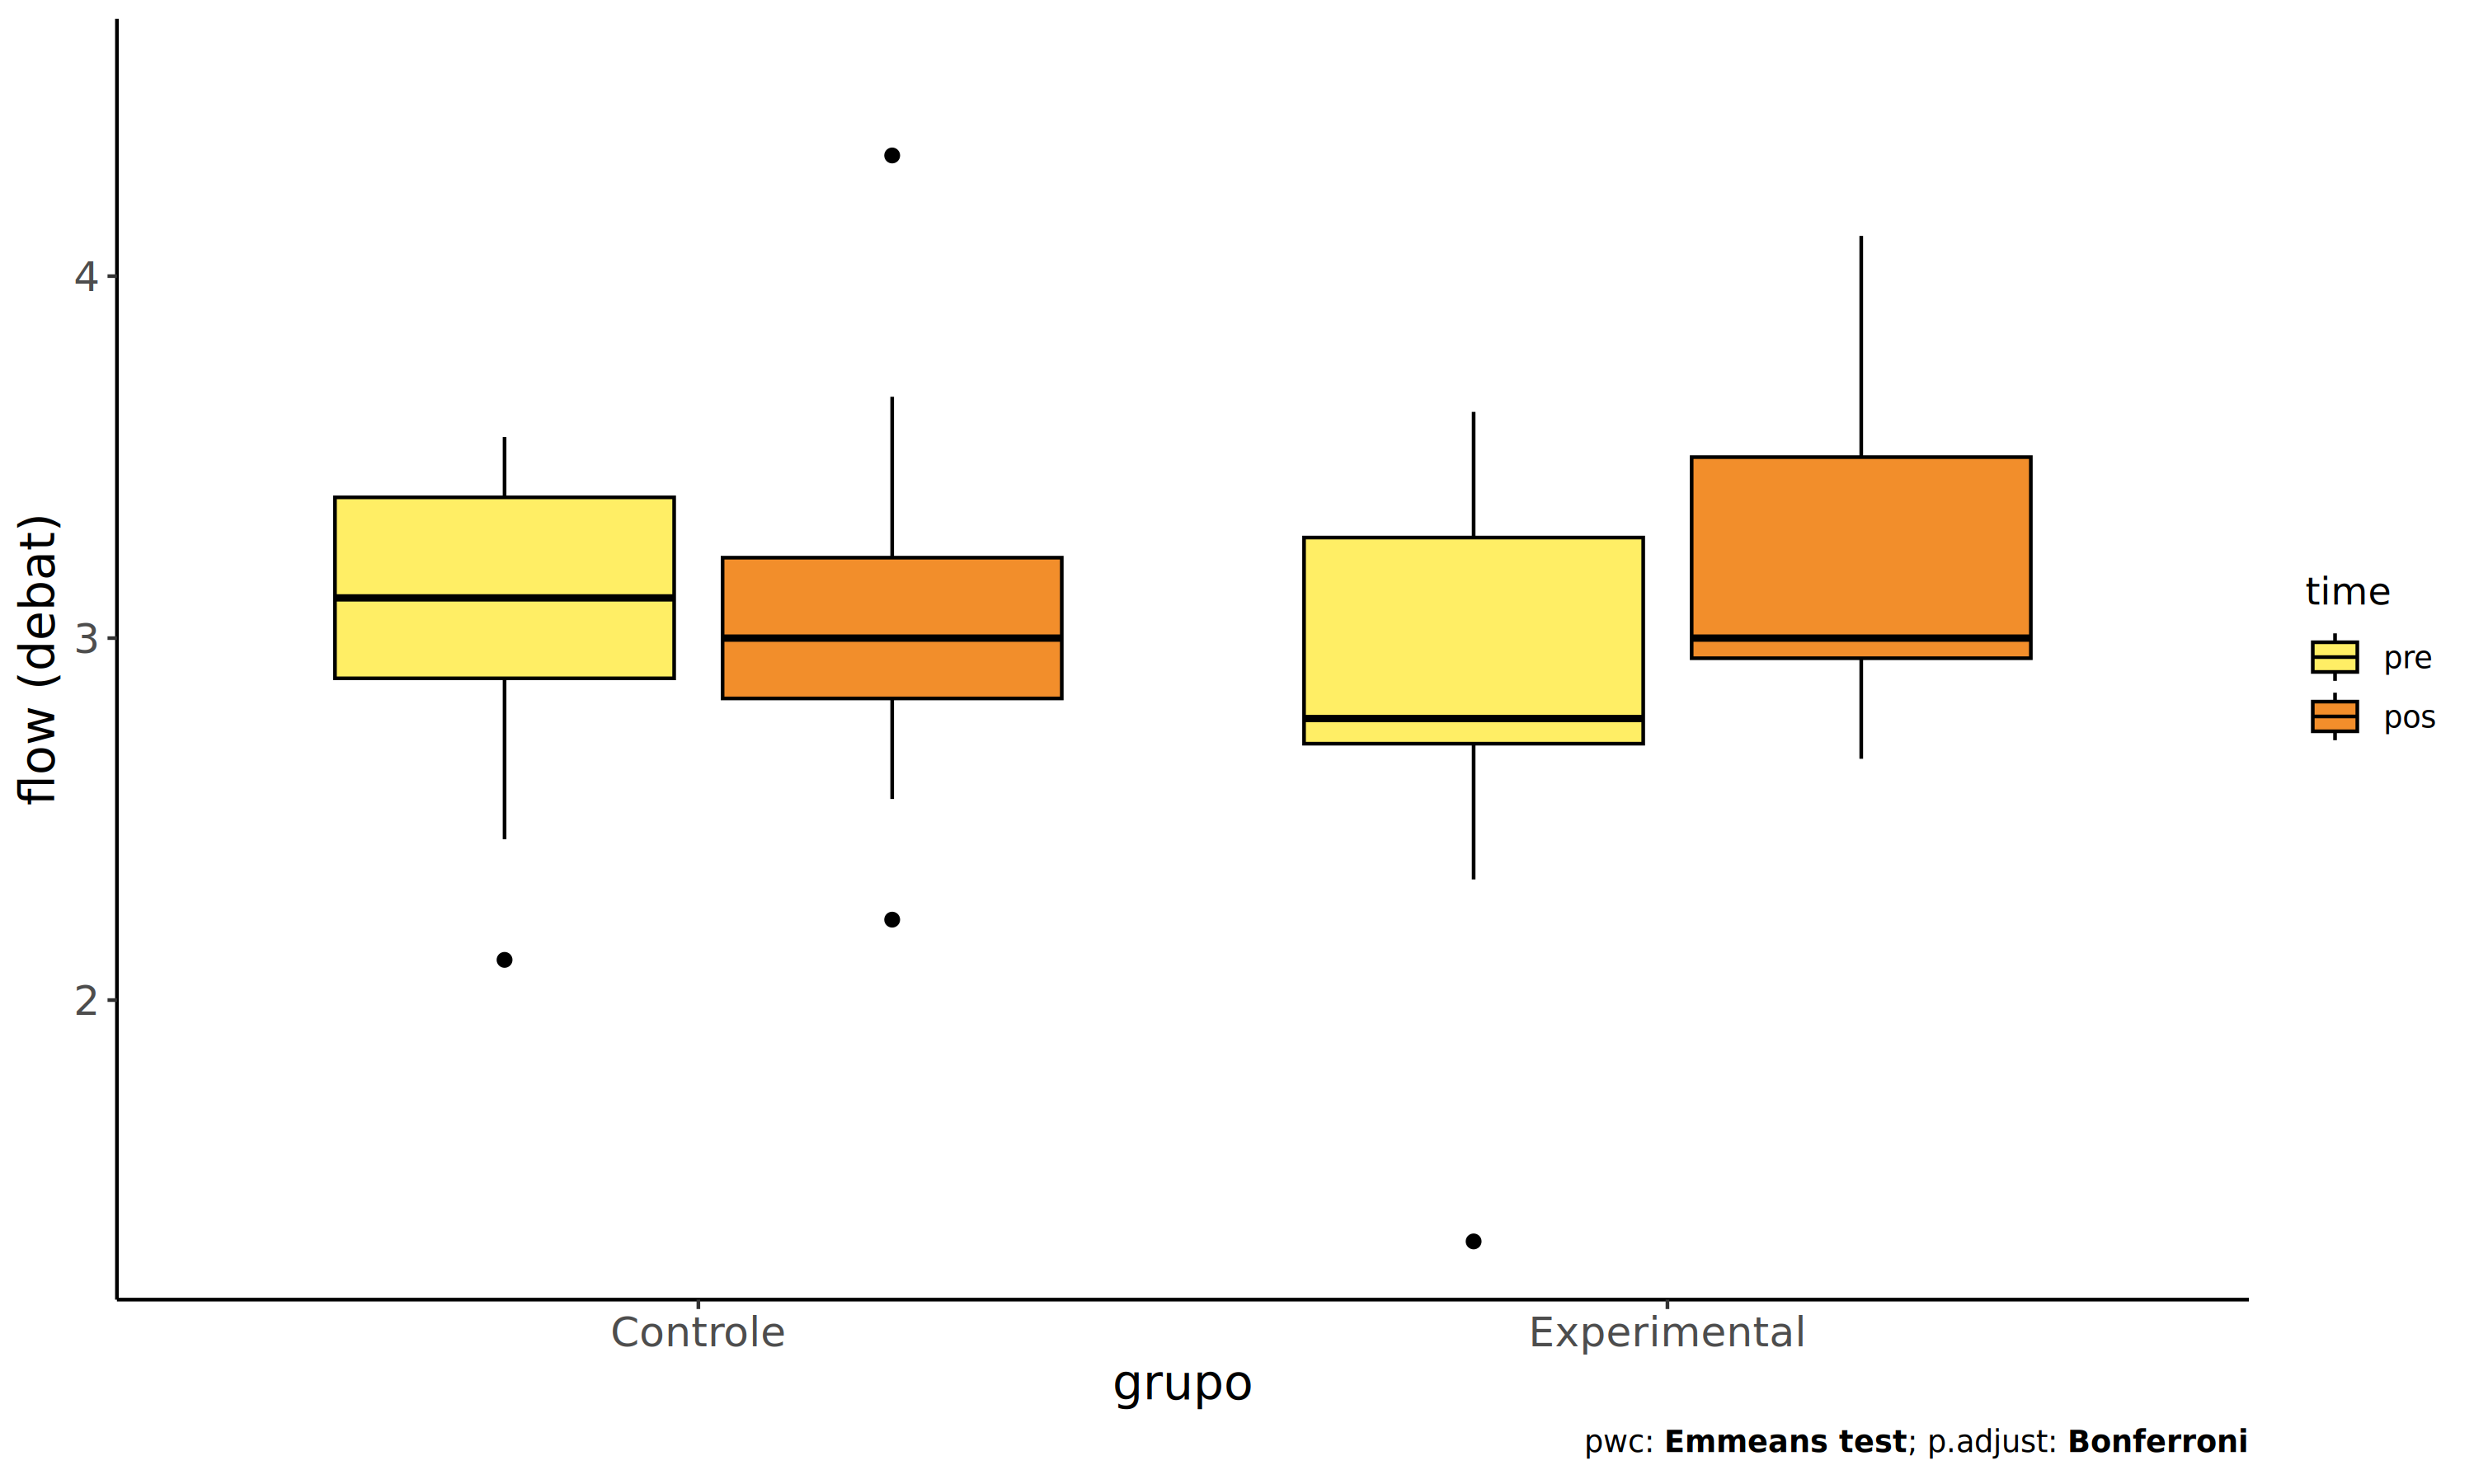 flow (debat)
4
3
2
Controle
Experimental
grupo
time
pre
pos
pwc: Emmeans test; p.adjust: Bonferroni